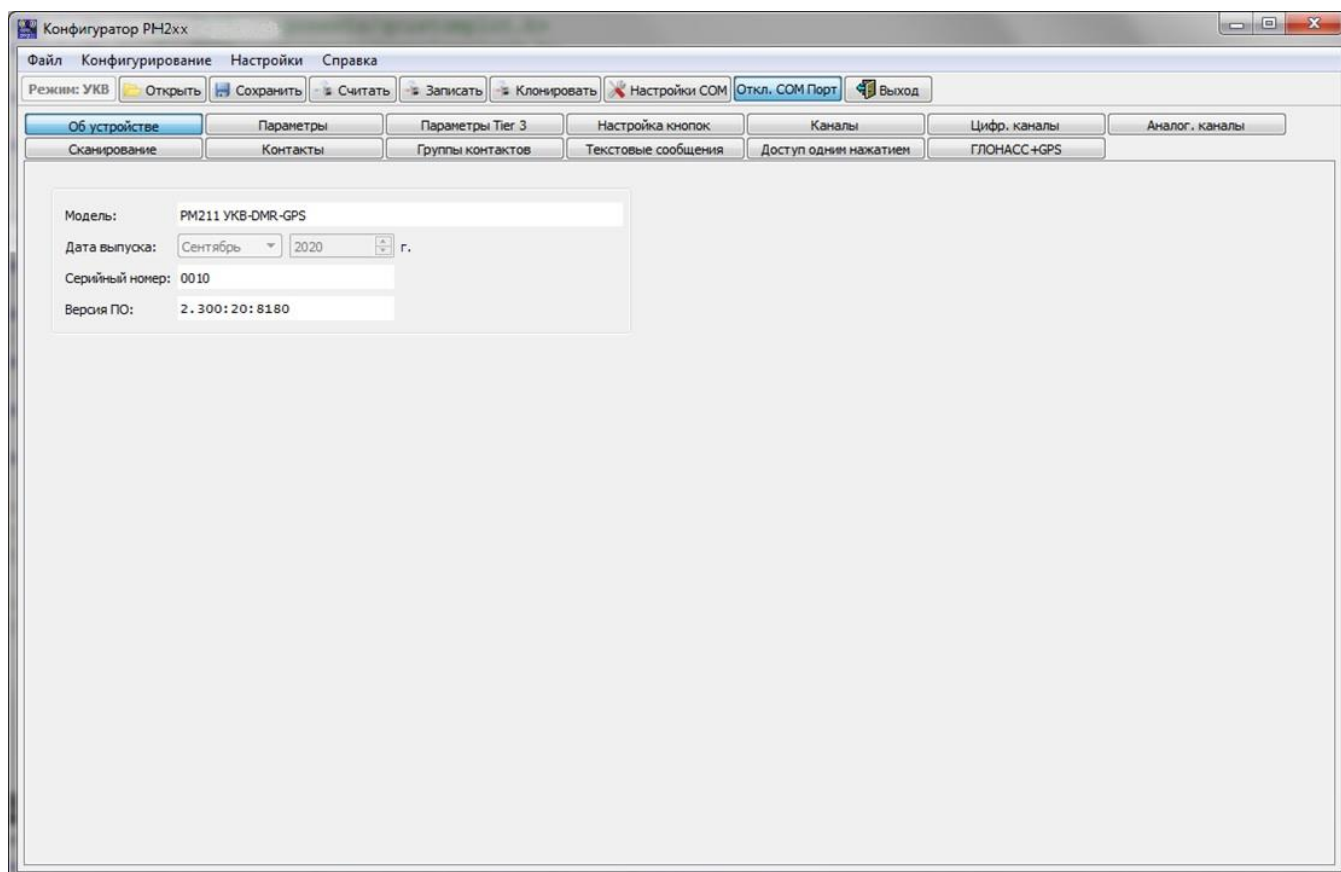 Конфигуратор РН2xx
Файл Конфигурирование Настройки Справка
Режим: УКВ Открыть Сохранить Считать Записать Клонировать Настройки COM Откл. COM Порт Выход
Об устройстве Параметры Параметры Tier 3 Настройка кнопок Каналы Цифр. каналы Аналог. каналы
Сканирование Контакты Группы контактов Текстовые сообщения Доступ одним нажатием ГЛОНАСС+GPS
Модель: РМ211 УКВ-DMR-GPS
Дата выпуска: Сентябрь 2020 г.
Серийный номер: 0010
Версия ПО: 2.300:20:8180